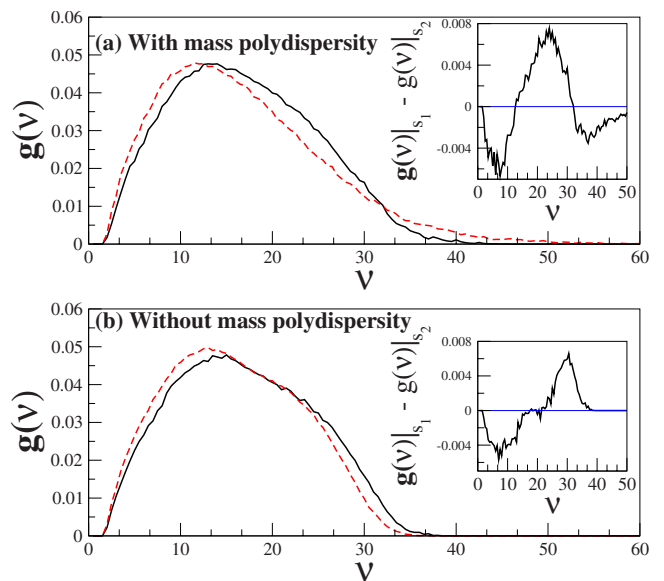 (a) With mass polydispersity
g(ν)
0.06
0.05
0.04
0.03
0.02
0.01
0
0 10 20 30 40 50 60
ν
g(ν)|s₁ - g(ν)|s₂
0.008
0.004
0
-0.004
0 10 20 30 40 50
ν
(b) Without mass polydispersity
g(ν)
0.06
0.05
0.04
0.03
0.02
0.01
0
0 10 20 30 40 50 60
ν
g(ν)|s₁ - g(ν)|s₂
0.008
0.004
0
-0.004
0 10 20 30 40 50
ν